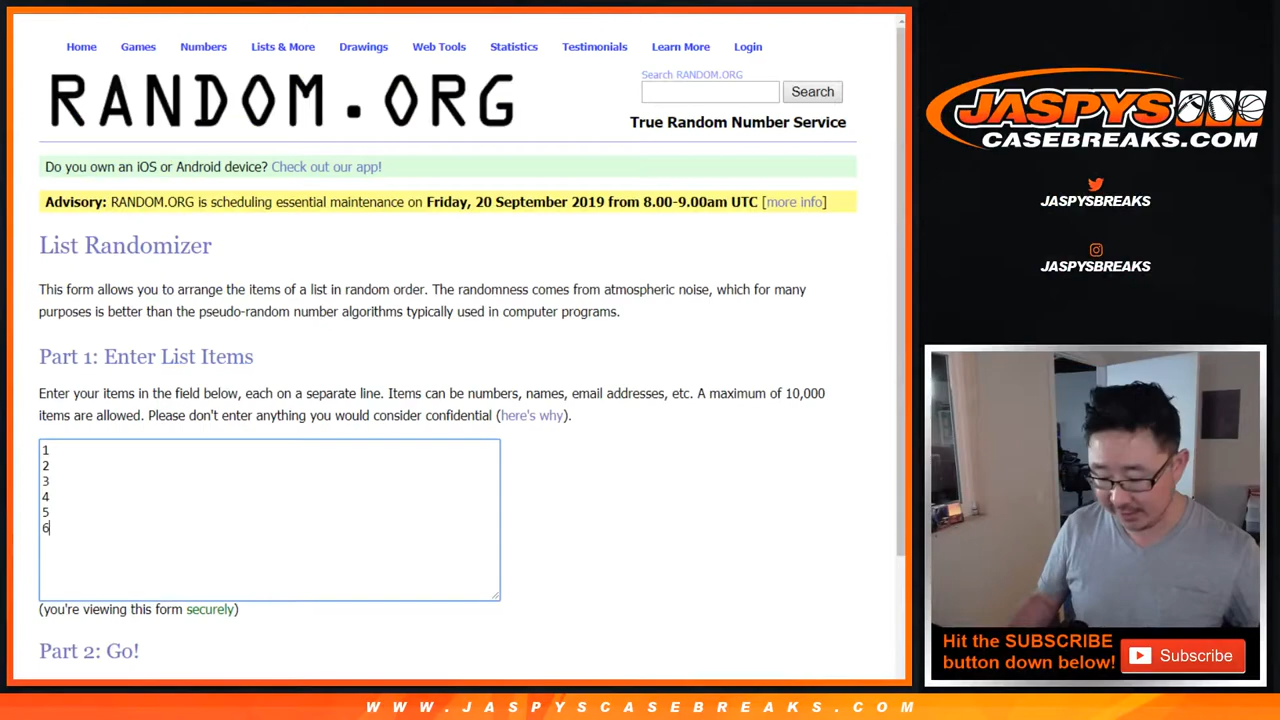 Home Games Numbers Lists & More Drawings Web Tools Statistics Testimonials Learn More Login
RANDOM.ORG
Search RANDOM.ORG
Search
True Random Number Service
Do you own an iOS or Android device? Check out our app!
Advisory: RANDOM.ORG is scheduling essential maintenance on Friday, 20 September 2019 from 8.00-9.00am UTC [more info]
List Randomizer
This form allows you to arrange the items of a list in random order. The randomness comes from atmospheric noise, which for many
purposes is better than the pseudo-random number algorithms typically used in computer programs.
Part 1: Enter List Items
Enter your items in the field below, each on a separate line. Items can be numbers, names, email addresses, etc. A maximum of 10,000
items are allowed. Please don't enter anything you would consider confidential (here's why).
1
2
3
4
5
6
(you're viewing this form securely)
Part 2: Go!
JASPYS
CASEBREAKS.COM
JASPYSBREAKS
JASPYSBREAKS
Hit the SUBSCRIBE
button down below!
Subscribe
WWW.JASPYSCASEBREAKS.COM